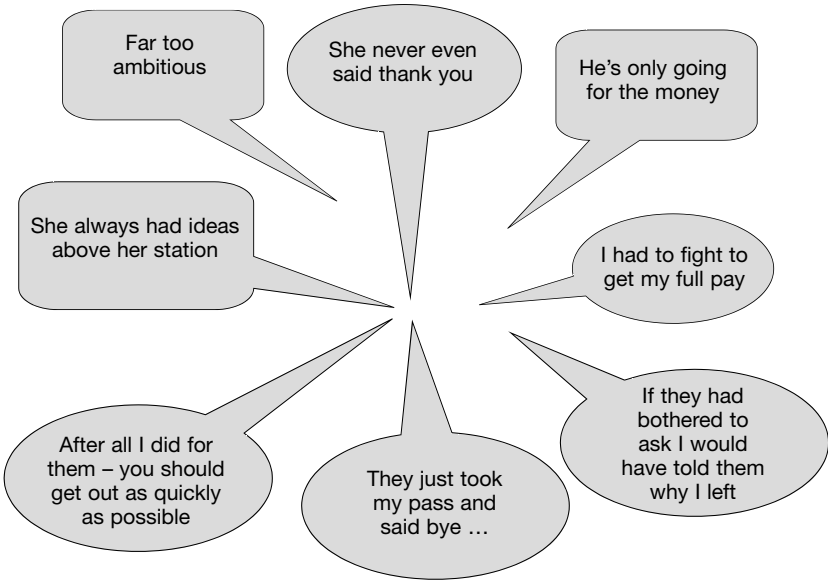 Far too
ambitious
She never even
said thank you
He's only going
for the money
She always had ideas
above her station
I had to fight to
get my full pay
After all I did for
them – you should
get out as quickly
as possible
They just took
my pass and
said bye ...
If they had
bothered to
ask I would
have told them
why I left